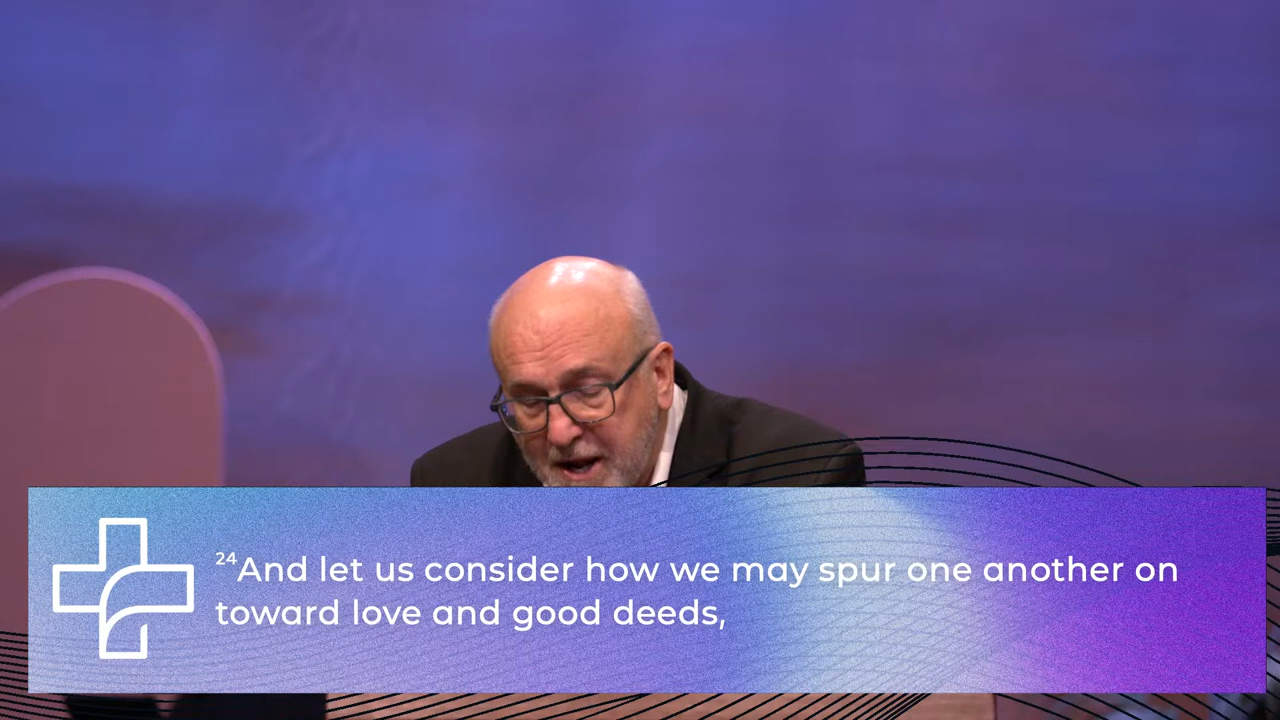 ²⁴And let us consider how we may spur one another on
toward love and good deeds,